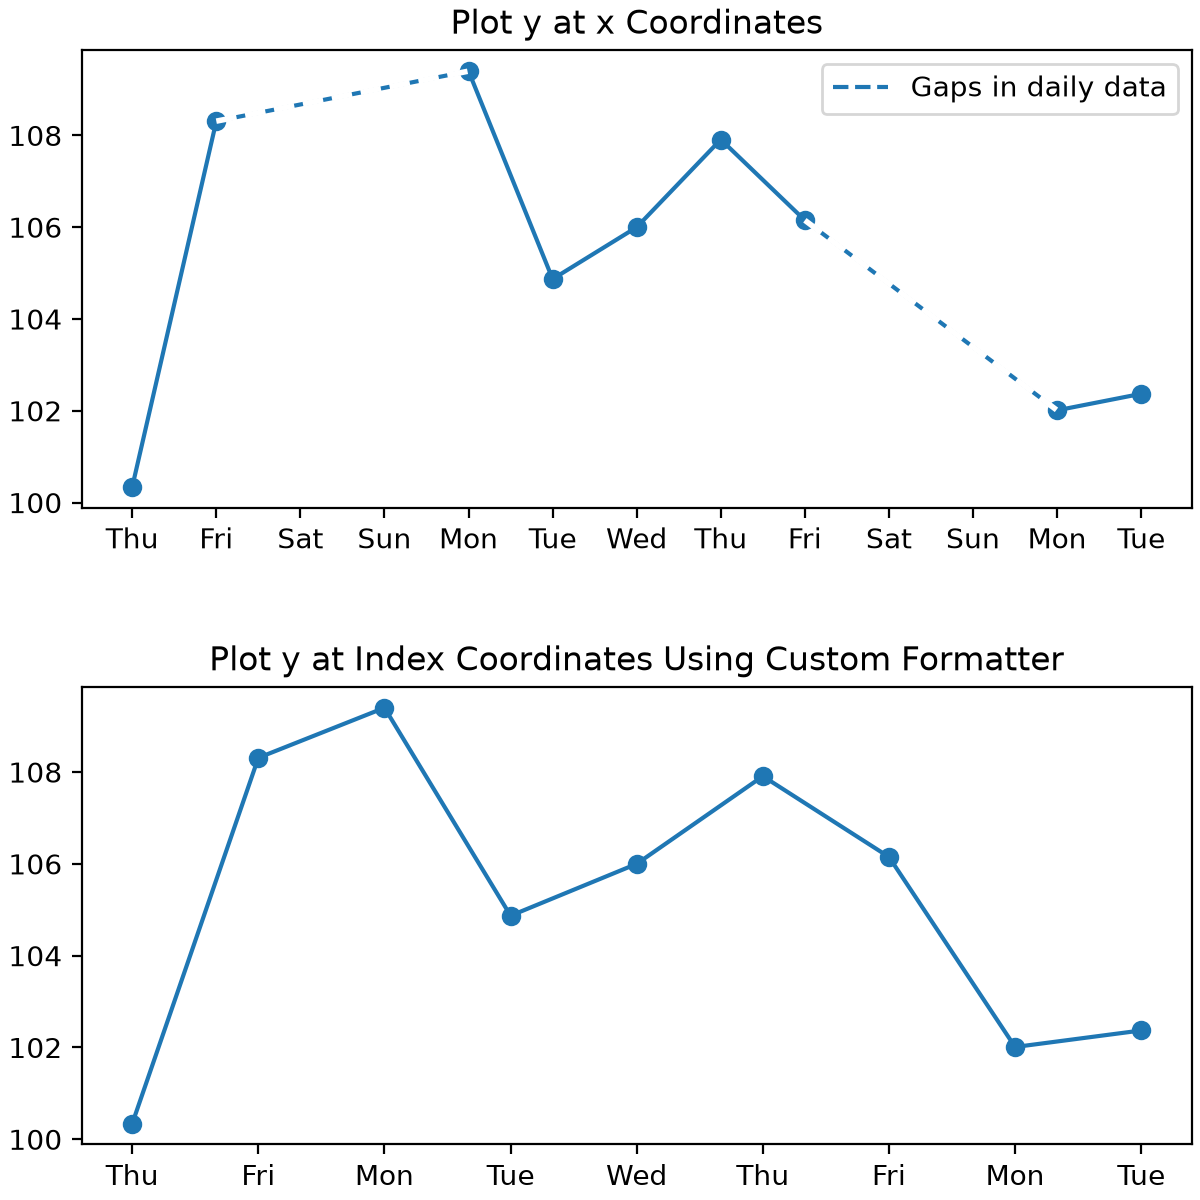 Plot y at x Coordinates
Gaps in daily data
108
106
104
102
100
Thu Fri Sat Sun Mon Tue Wed Thu Fri Sat Sun Mon Tue
Plot y at Index Coordinates Using Custom Formatter
108
106
104
102
100
Thu Fri Mon Tue Wed Thu Fri Mon Tue